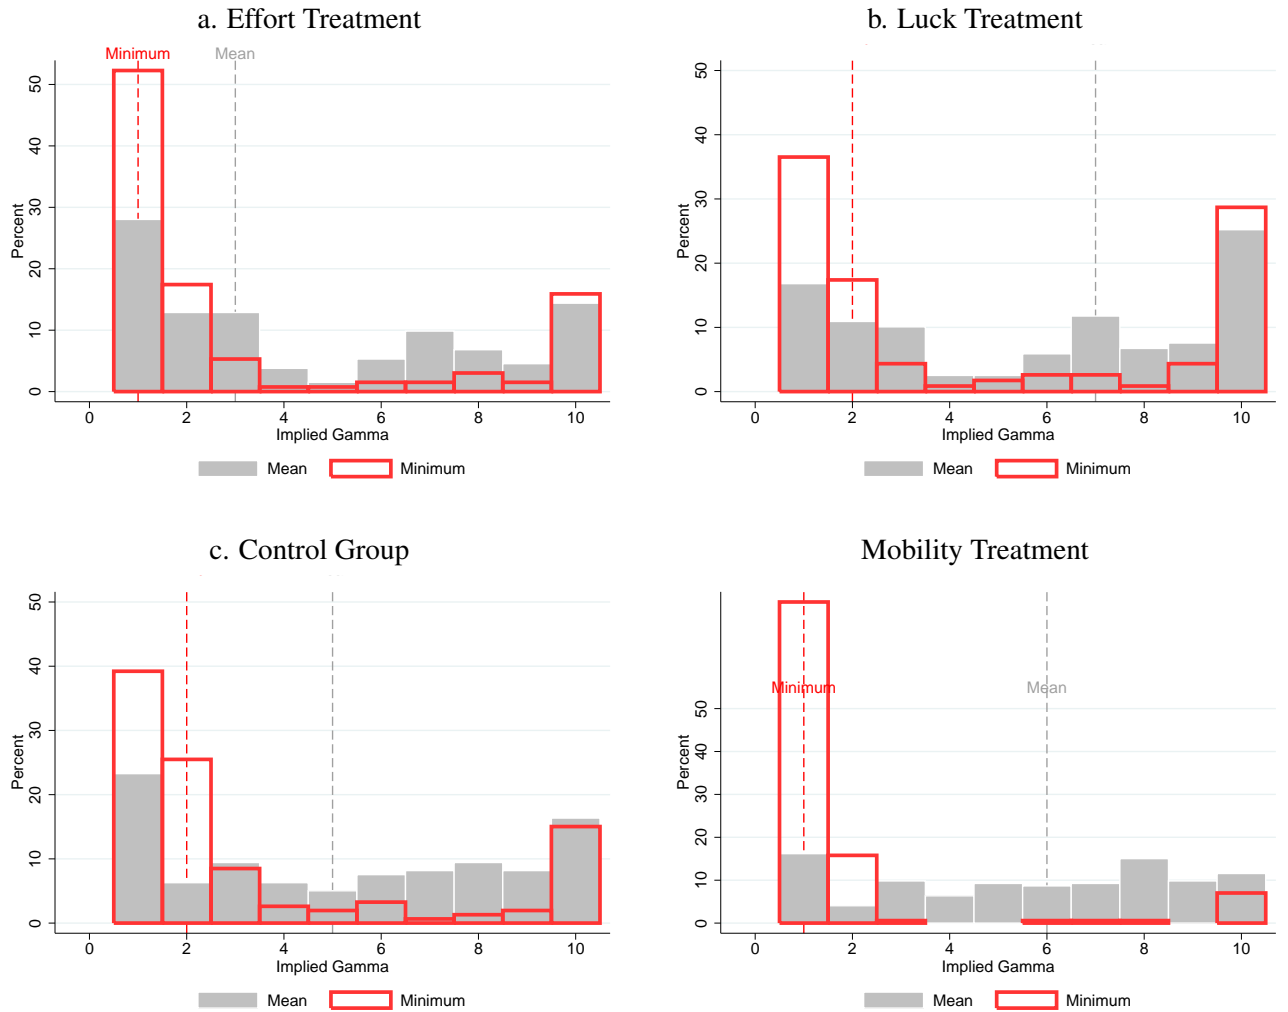 a. Effort Treatment
Minimum
Mean
50
40
30
20
10
0
Percent
0 2 4 6 8 10
Implied Gamma
Mean Minimum
b. Luck Treatment
50
40
30
20
10
0
Percent
0 2 4 6 8 10
Implied Gamma
Mean Minimum
c. Control Group
50
40
30
20
10
0
Percent
0 2 4 6 8 10
Implied Gamma
Mean Minimum
Mobility Treatment
Minimum
Mean
50
40
30
20
10
0
Percent
0 2 4 6 8 10
Implied Gamma
Mean Minimum